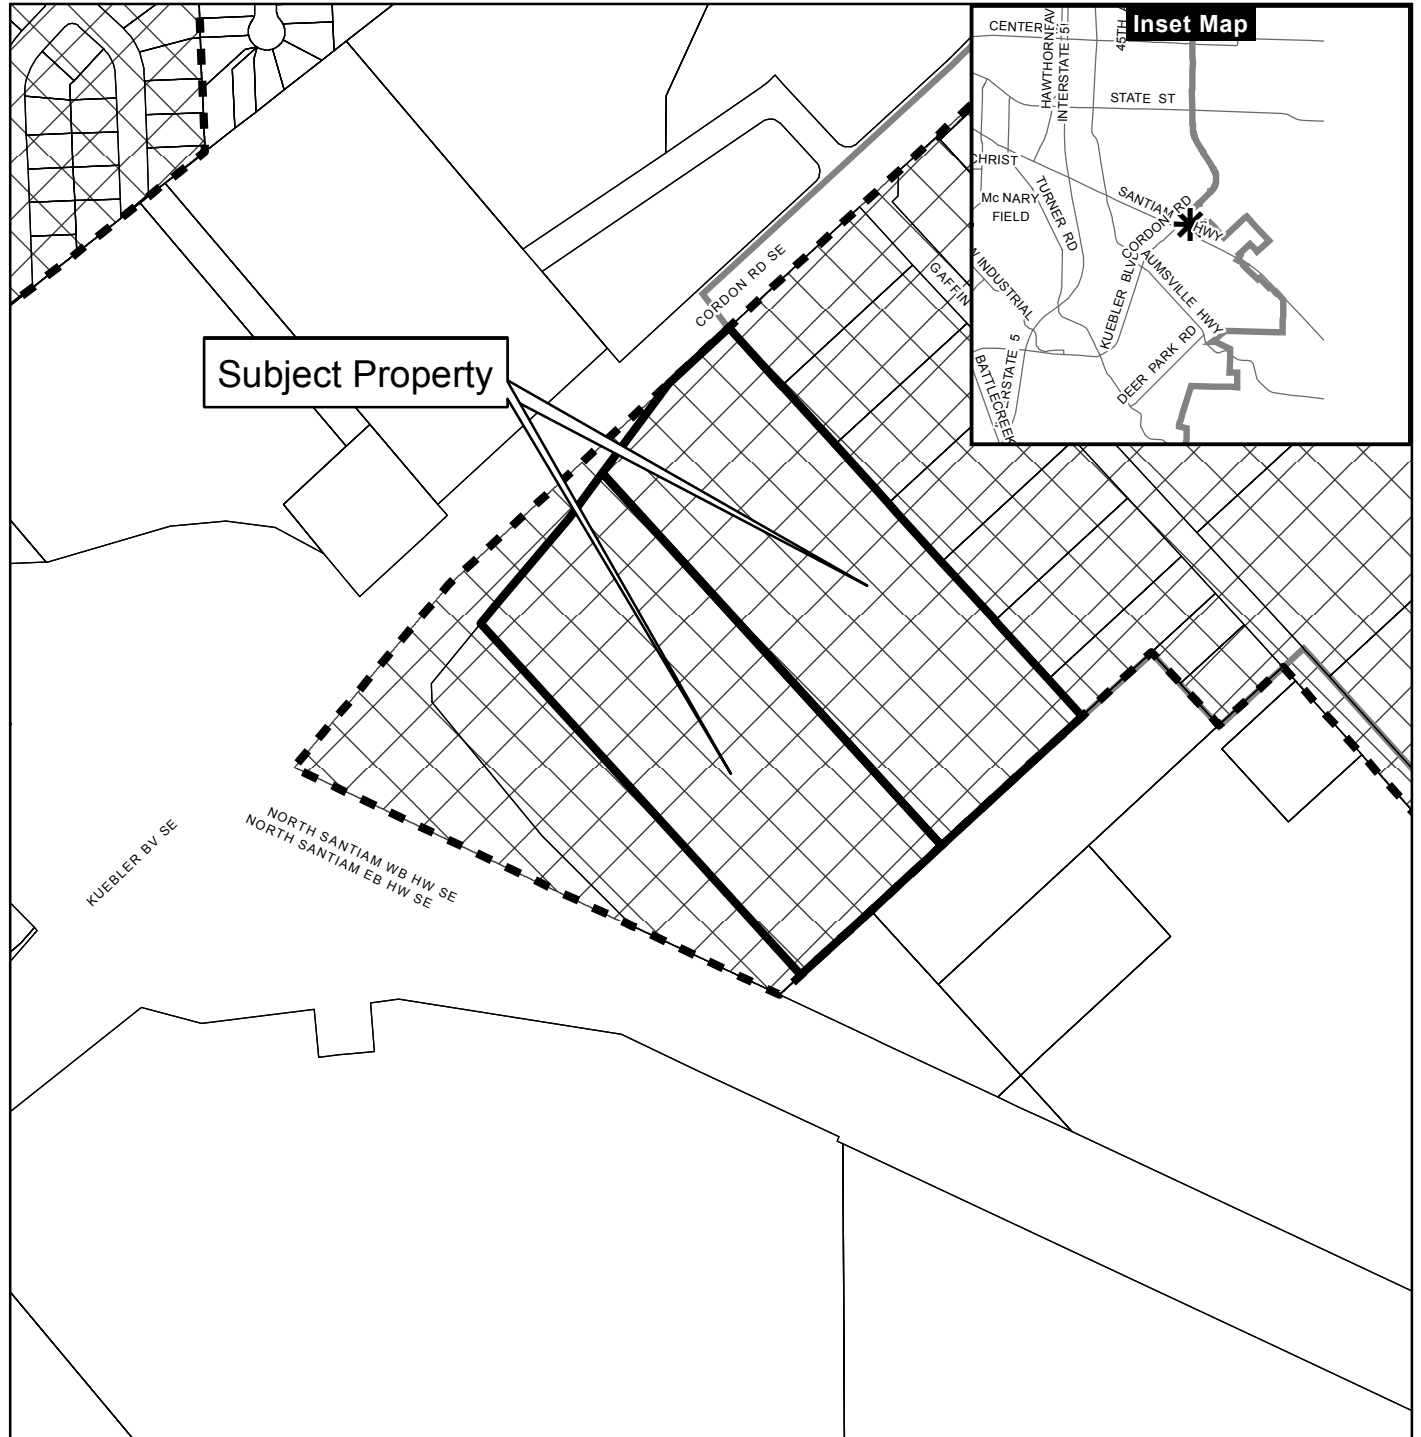 Inset Map
CENTER
HAWTHORNE AV
INTERSTATE 5
45TH
STATE ST
CHRIST
Mc NARY
FIELD
TURNER RD
SANTIAM
HWY
CORDON RD
KUEBLER BLVD
AUMSVILLE HWY
INDUSTRIAL
DEER PARK RD
BATTLECREEK
RSTATE 5
CORDON RD SE
GAFFIN
Subject Property
KUEBLER BV SE
NORTH SANTIAM WB HW SE
NORTH SANTIAM EB HW SE